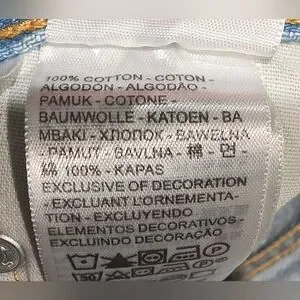 100% COTTON - COTON -
ALGODÓN - ALGODÃO -
PAMUK - COTONE -
BAUMWOLLE - KATOEN - BA
MBAKI - ХЛОПОК - BAWEŁNA
- PAMUT - BAVLNA - 棉 - 면 -
綿 100% - KAPAS
EXCLUSIVE OF DECORATION
- EXCLUANT L'ORNEMENTA-
TION - EXCLUYENDO
ELEMENTOS DECORATIVOS -
EXCLUINDO DECORAÇÃO
30